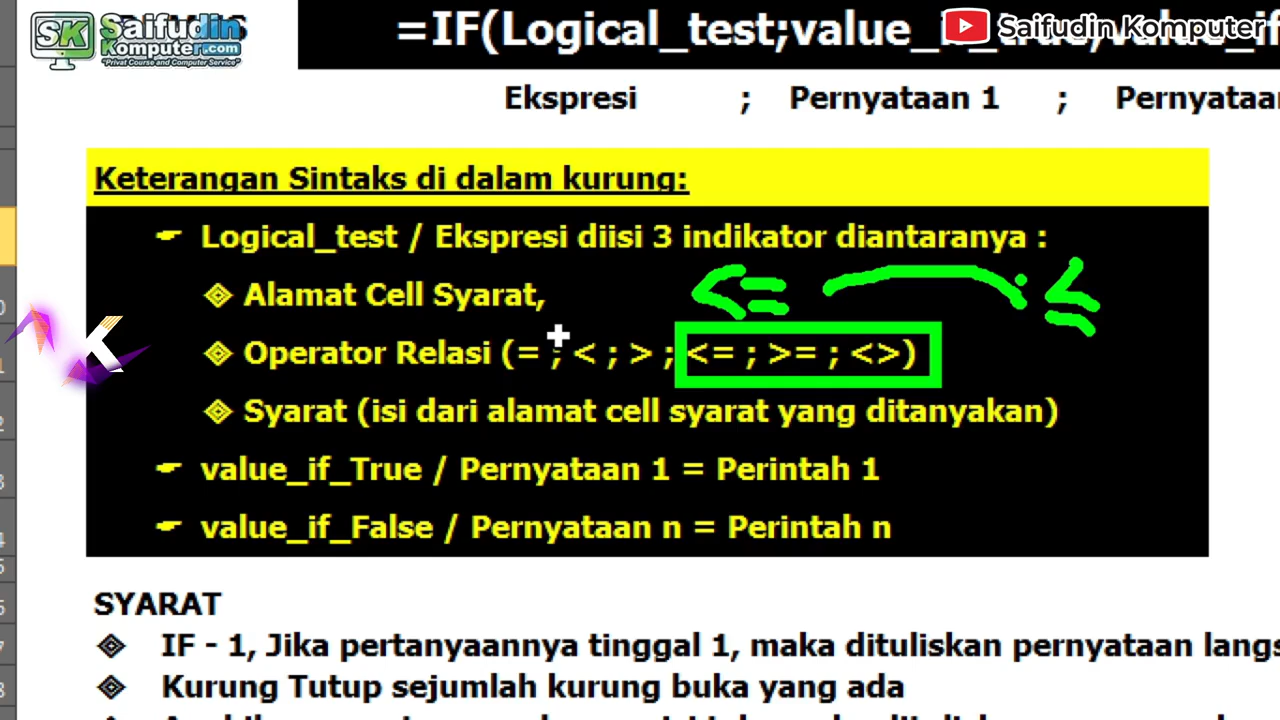 SK Saifudin
Komputer.com
"Privat Course and Computer Service"
=IF(Logical_test;value_
Saifudin Komputer
Ekspresi ; Pernyataan 1 ; Pernyataan
Keterangan Sintaks di dalam kurung:
Logical_test / Ekspresi diisi 3 indikator diantaranya :
Alamat Cell Syarat,
<= ≤
Operator Relasi (= ; < ; > ; <= ; >= ; <>)
K
Syarat (isi dari alamat cell syarat yang ditanyakan)
value_if_True / Pernyataan 1 = Perintah 1
value_if_False / Pernyataan n = Perintah n
SYARAT
IF - 1, Jika pertanyaannya tinggal 1, maka dituliskan pernyataan langs
Kurung Tutup sejumlah kurung buka yang ada